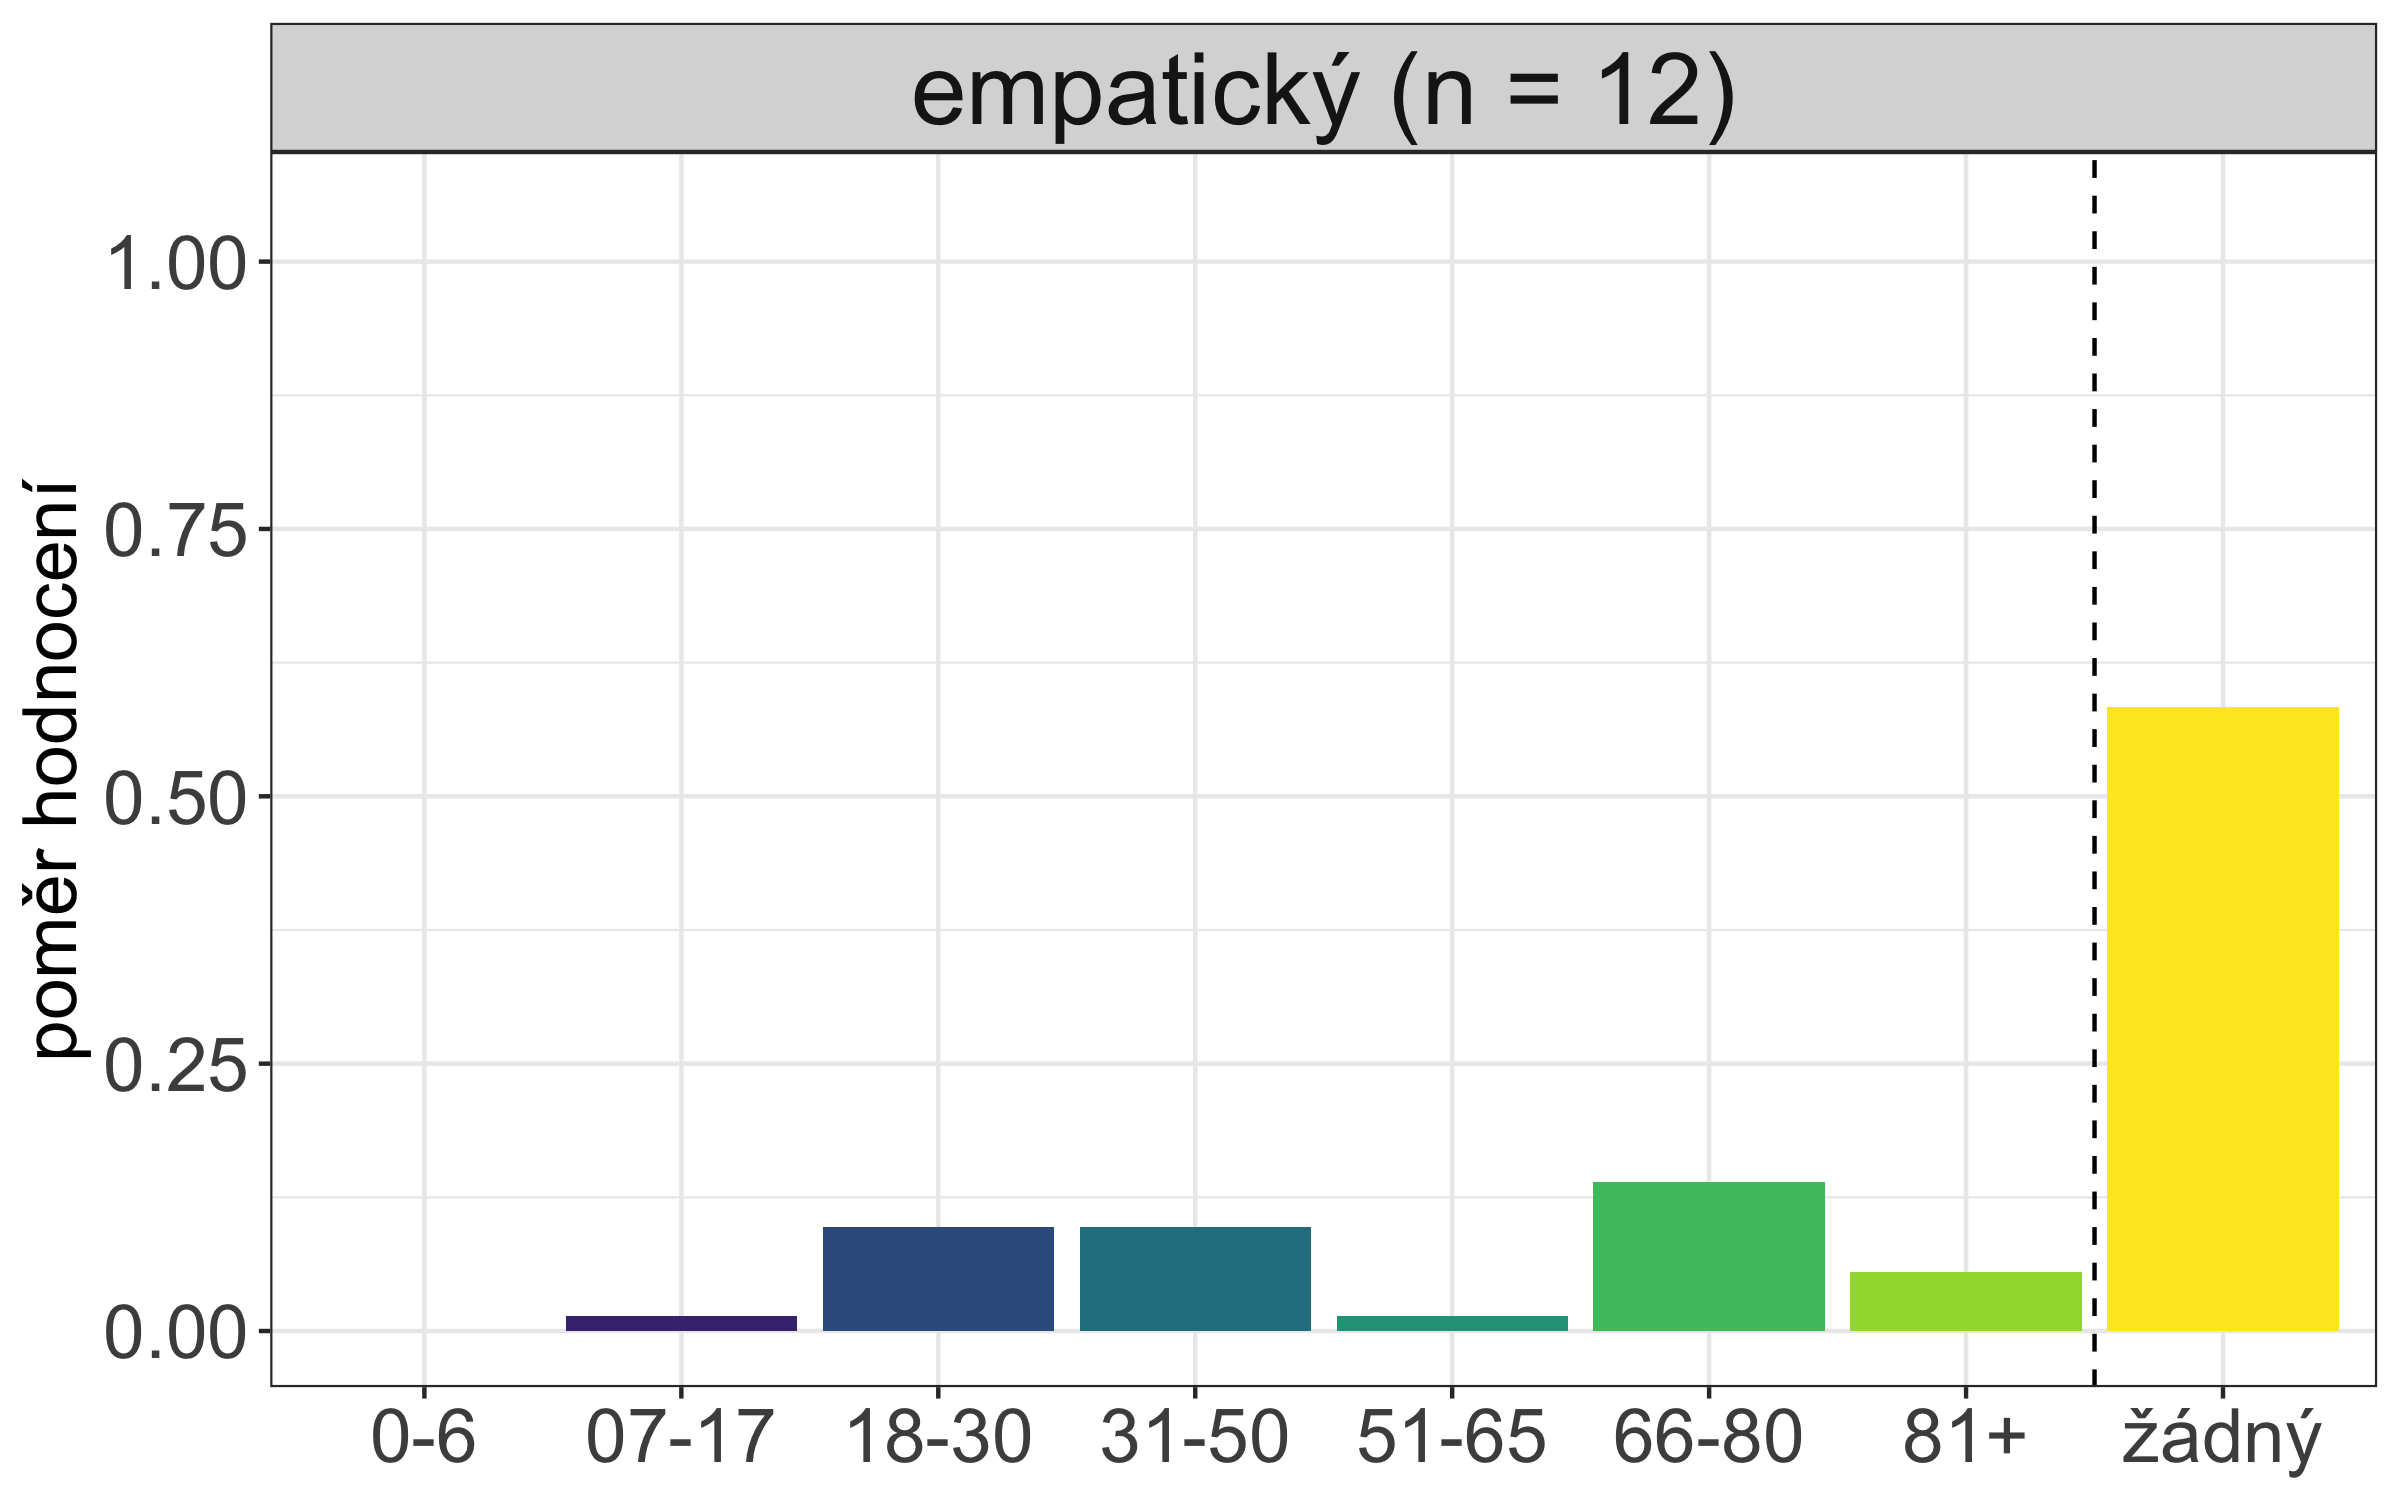 empatický (n = 12)
poměr hodnocení
1.00
0.75
0.50
0.25
0.00
0-6 07-17 18-30 31-50 51-65 66-80 81+ žádný